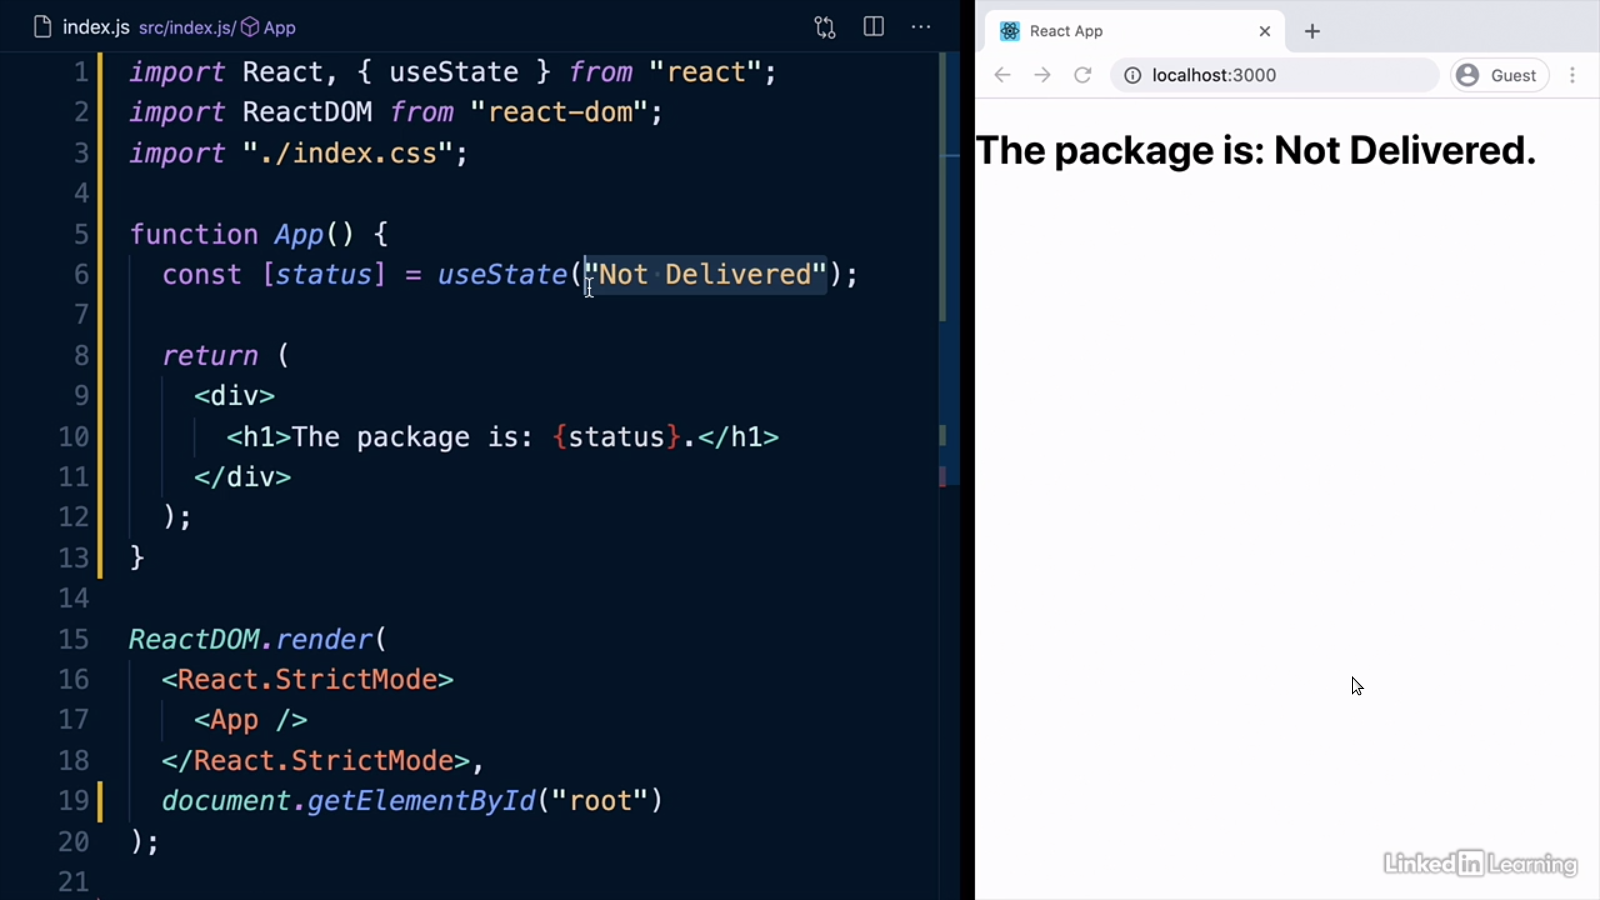 index.js src/index.js/ App
1 import React, { useState } from "react";
2 import ReactDOM from "react-dom";
3 import "./index.css";
4
5 function App() {
6 const [status] = useState("Not Delivered");
7
8 return (
9 <div>
10 <h1>The package is: {status}.</h1>
11 </div>
12 );
13 }
14
15 ReactDOM.render(
16 <React.StrictMode>
17 <App />
18 </React.StrictMode>,
19 document.getElementById("root")
20 );
21
React App
localhost:3000 Guest
The package is: Not Delivered.
LinkedIn Learning